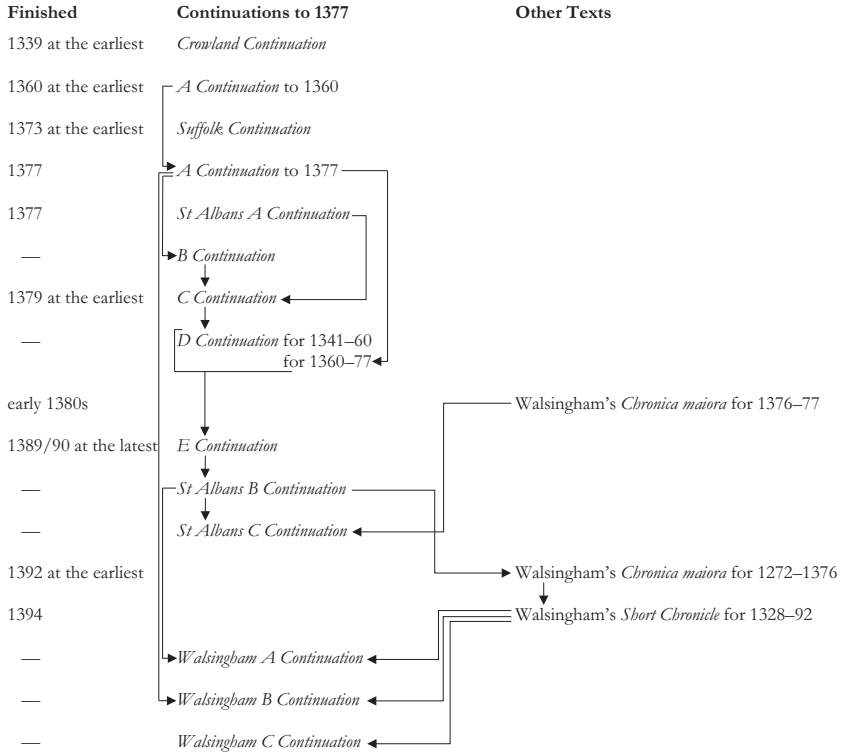 Finished Continuations to 1377 Other Texts
1339 at the earliest Crowland Continuation
1360 at the earliest A Continuation to 1360
1373 at the earliest Suffolk Continuation
1377 A Continuation to 1377
1377 St Albans A Continuation
— B Continuation
1379 at the earliest C Continuation
— D Continuation for 1341–60
for 1360–77
early 1380s Walsingham's Chronica maiora for 1376–77
1389/90 at the latest E Continuation
— St Albans B Continuation
— St Albans C Continuation
1392 at the earliest Walsingham's Chronica maiora for 1272–1376
1394 Walsingham's Short Chronicle for 1328–92
— Walsingham A Continuation
— Walsingham B Continuation
— Walsingham C Continuation